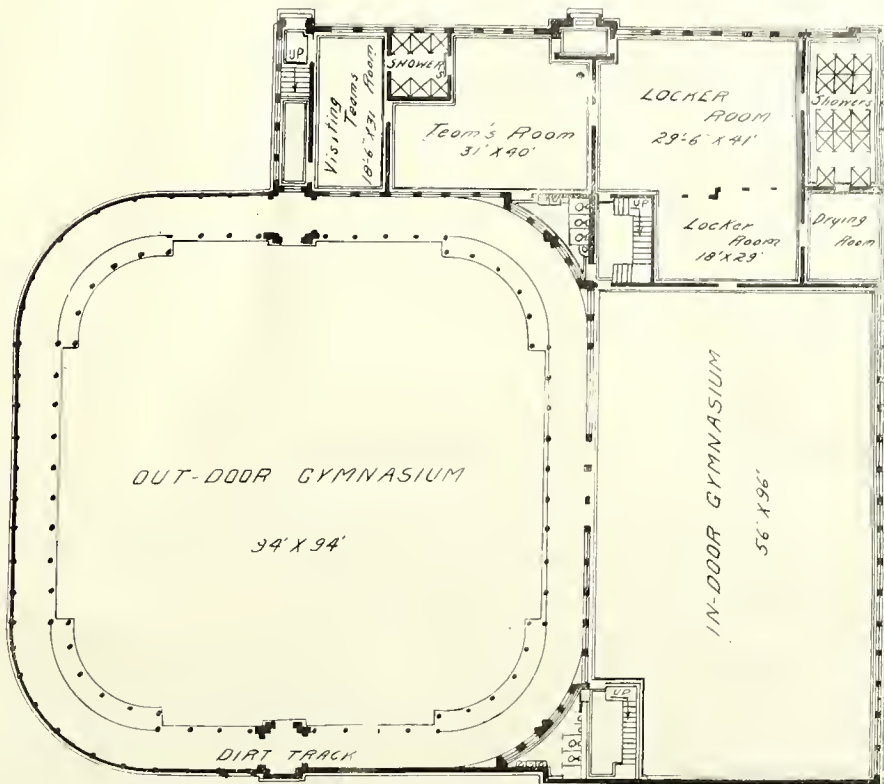 UP
Visiting
Teams
Room
18'-6" X 31'
SHOWERS
Team's Room
31' X 40'
LOCKER
ROOM
29'-6" X 41'
Showers
UP
Locker
Room
18' X 29'
Drying
Room
OUT-DOOR GYMNASIUM
94' X 94'
IN-DOOR GYMNASIUM
56' X 96'
UP
DIRT TRACK